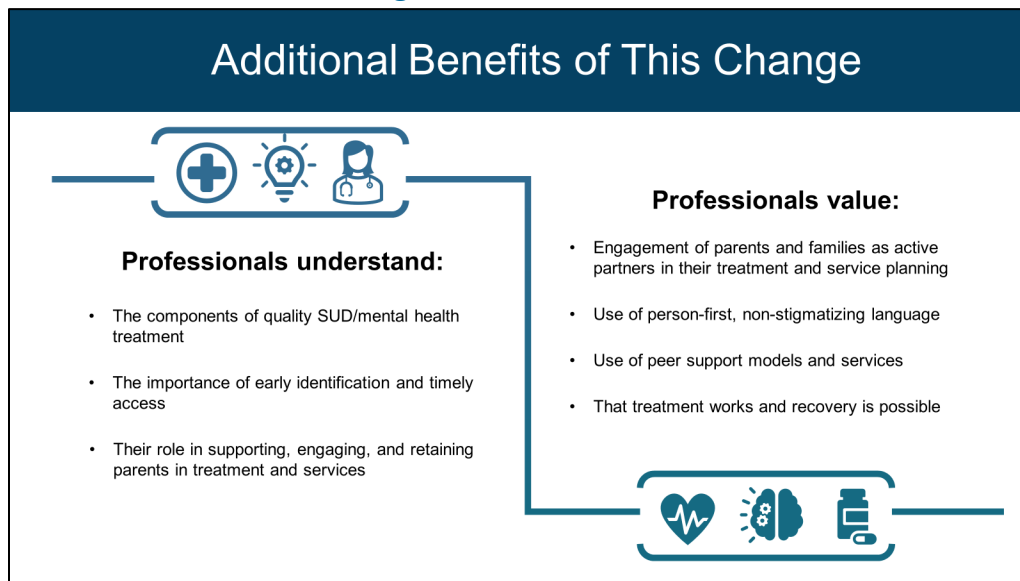 Additional Benefits of This Change
Professionals understand:
• The components of quality SUD/mental health
treatment
• The importance of early identification and timely
access
• Their role in supporting, engaging, and retaining
parents in treatment and services
Professionals value:
• Engagement of parents and families as active
partners in their treatment and service planning
• Use of person-first, non-stigmatizing language
• Use of peer support models and services
• That treatment works and recovery is possible